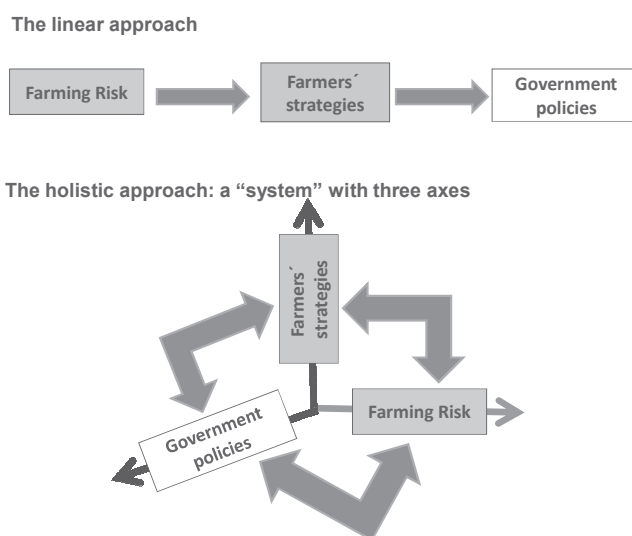 The linear approach
Farming Risk
Farmers´
strategies
Government
policies
The holistic approach: a “system” with three axes
Farmers´
strategies
Farming Risk
Government
policies